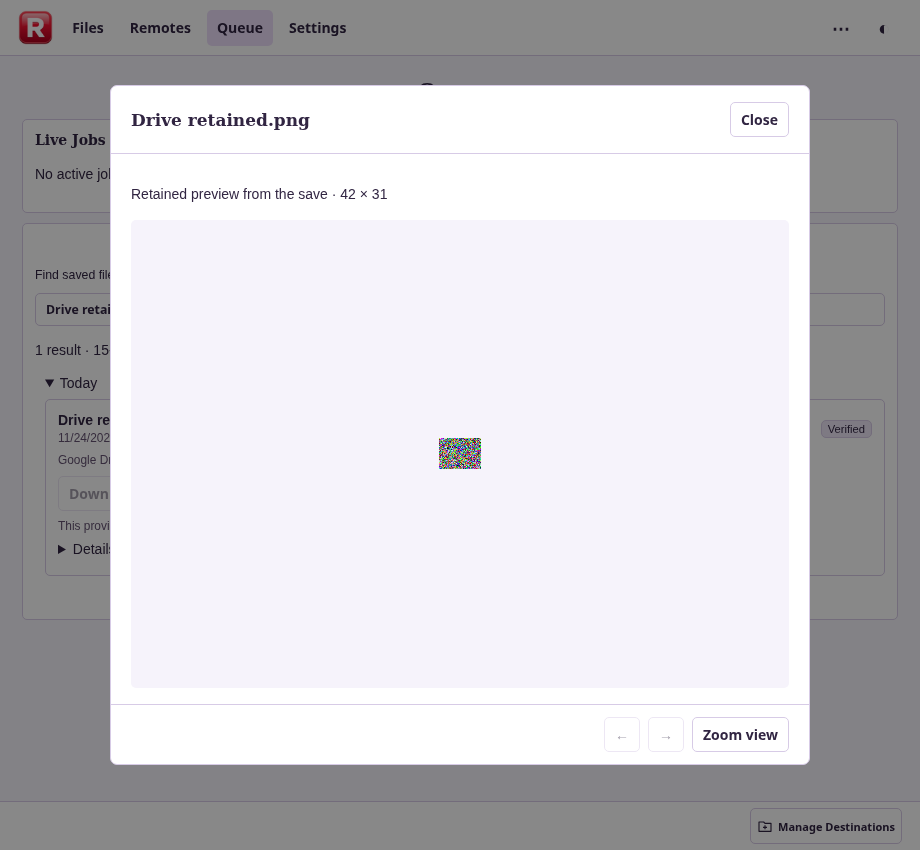 R Files Remotes Queue Settings ...
Drive retained.png Close
Live Jobs
No active jo
Retained preview from the save · 42 × 31
Find saved file
Drive retai
1 result · 15
▼ Today
Drive re
11/24/202 Verified
Google Dr
Down
This provi
▶ Details
← → Zoom view
Manage Destinations